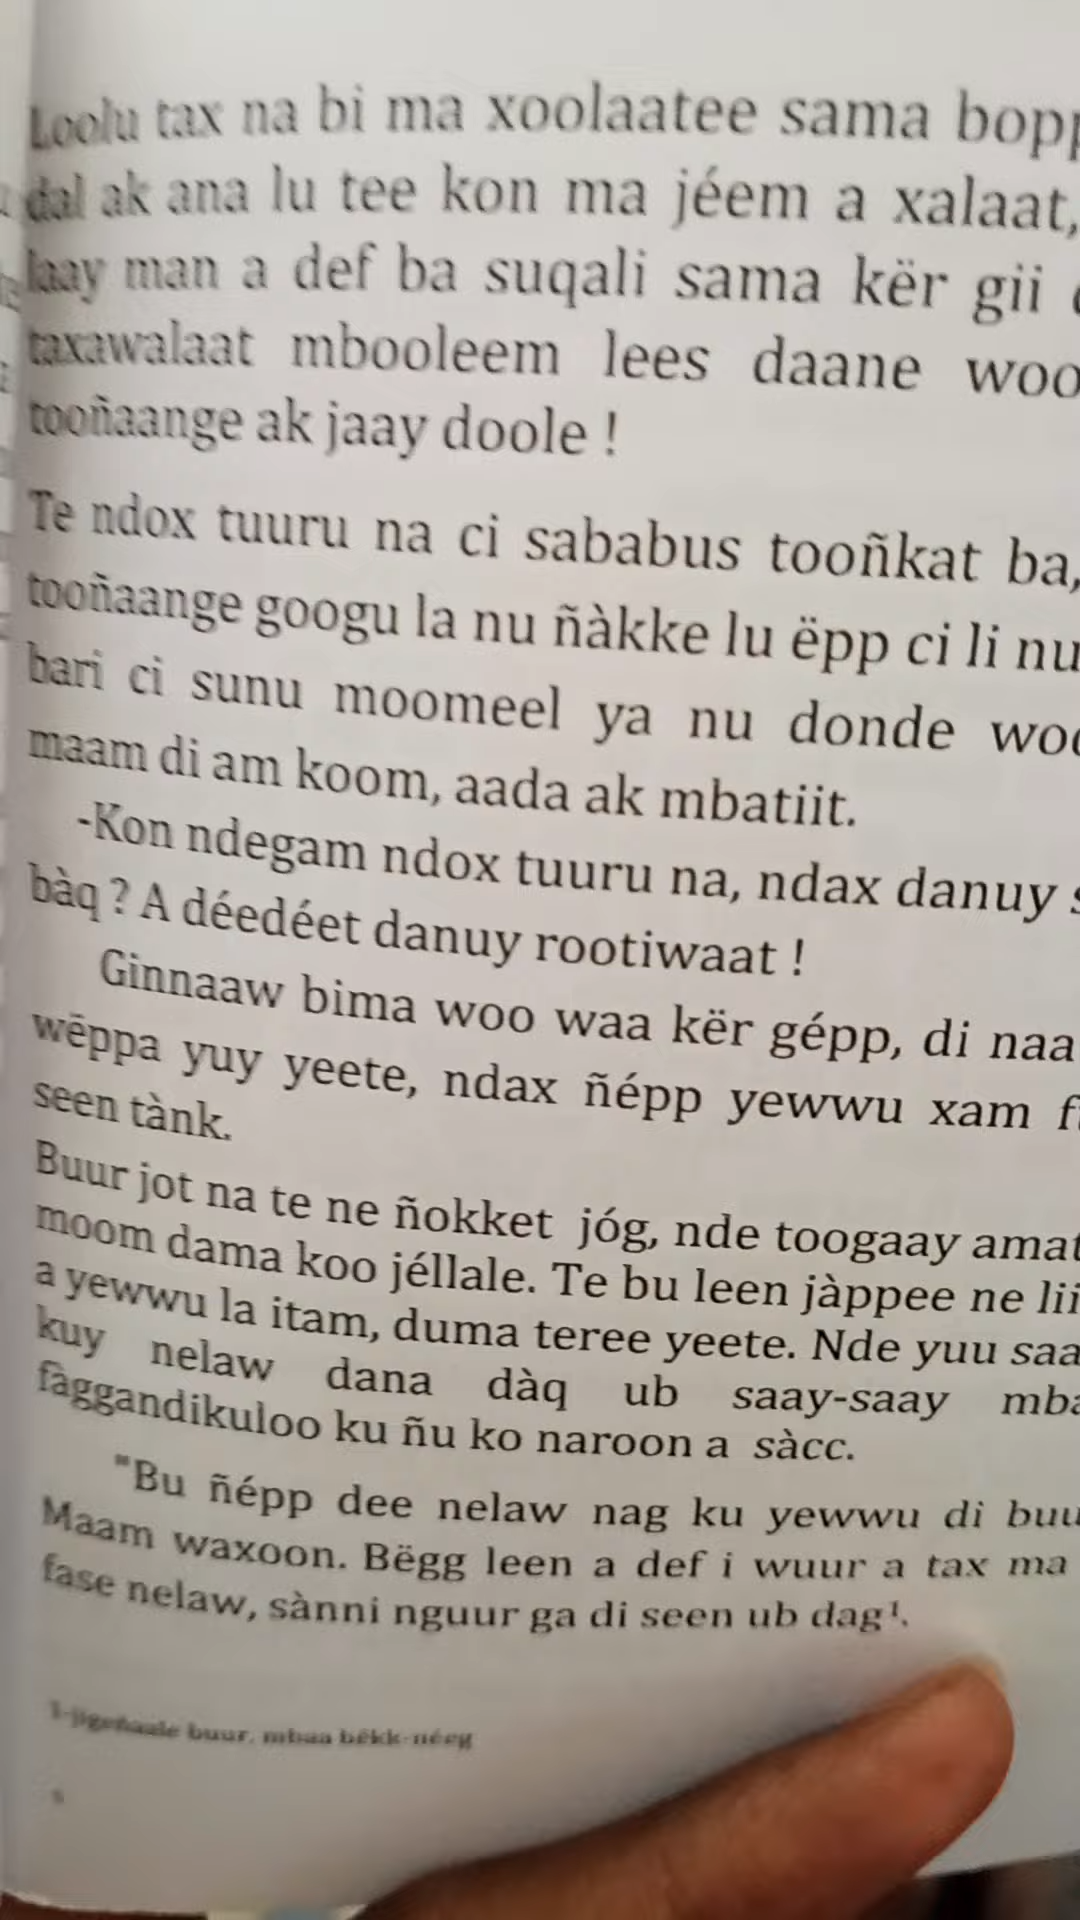 Loolu tax na bi ma xoolaatee sama
dal ak ana lu tee kon ma jéem a xalaat,
laay man a def ba suqali sama kër gii
taxawalaat mbooleem lees daane
tooñaange ak jaay doole !
Te ndox tuuru na ci sababus tooñkat ba,
tooñaange googu la nu ñàkke lu ëpp ci li nu
bari ci sunu moomeel ya nu donde
maam di am koom, aada ak mbatiit.
-Kon ndegam ndox tuuru na, ndax danuy
bàq ? A déedéet danuy rootiwaat !
Ginnaaw bima woo waa kër gépp, di naa
wëppa yuy yeete, ndax ñépp yewwu xam
seen tànk.
Buur jot na te ne ñokket jóg, nde toogaay
moom dama koo jéllale. Te bu leen jàppee ne
a yewwu la itam, duma teree yeete. Nde yuu
kuy nelaw dana dàq ub saay-saay
fàggandikuloo ku ñu ko naroon a sàcc.
"Bu ñépp dee nelaw nag ku yewwu di
Maam waxoon. Bëgg leen a def i wuur a tax ma
fase nelaw, sànni nguur ga di seen ub dag¹.
1-jigeñaale buur, mbaa bëkk-néeg